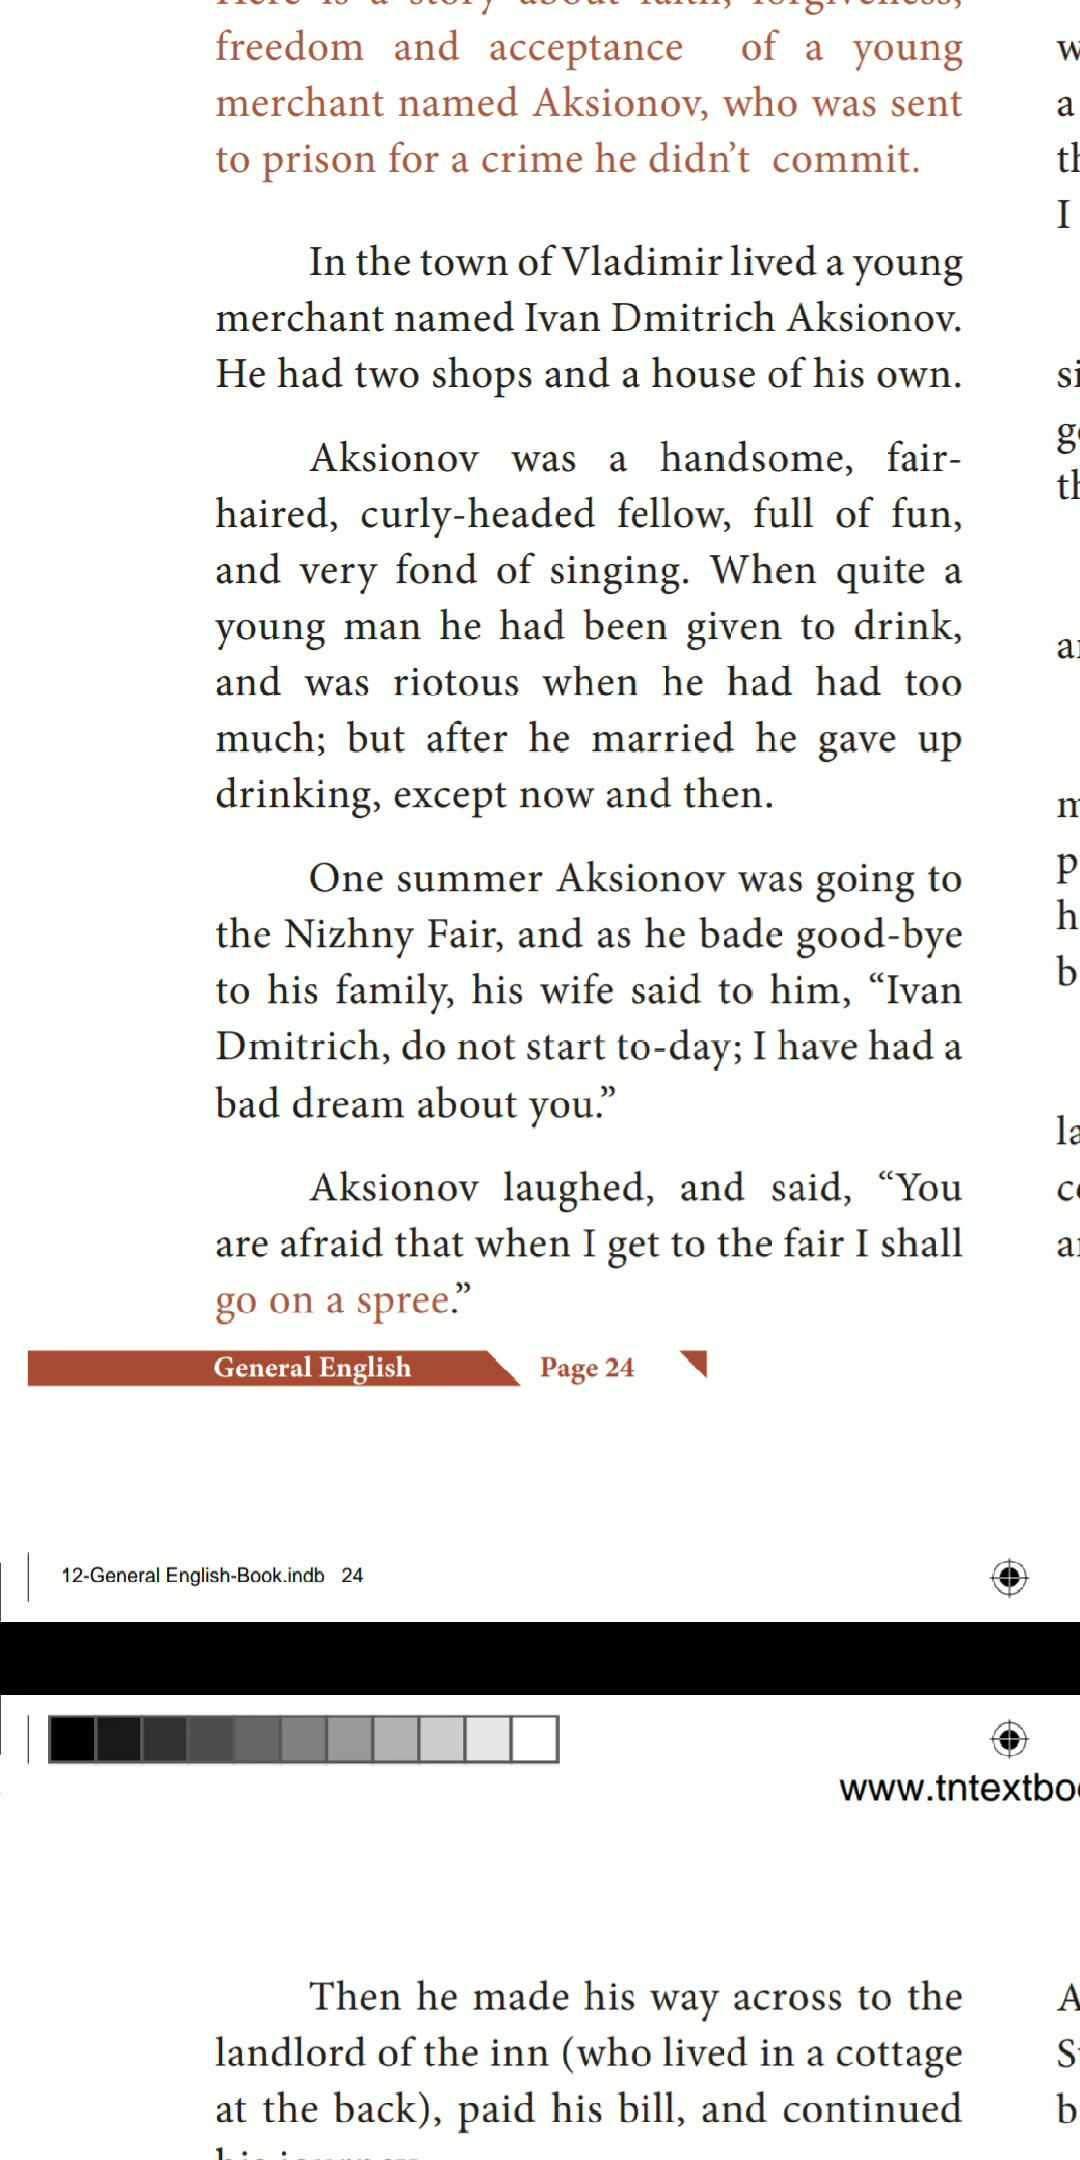 Here is a story about faith, forgiveness,
freedom and acceptance of a young
merchant named Aksionov, who was sent
to prison for a crime he didn’t commit.
In the town of Vladimir lived a young
merchant named Ivan Dmitrich Aksionov.
He had two shops and a house of his own.
Aksionov was a handsome, fair-
haired, curly-headed fellow, full of fun,
and very fond of singing. When quite a
young man he had been given to drink,
and was riotous when he had had too
much; but after he married he gave up
drinking, except now and then.
One summer Aksionov was going to
the Nizhny Fair, and as he bade good-bye
to his family, his wife said to him, “Ivan
Dmitrich, do not start to-day; I have had a
bad dream about you.”
Aksionov laughed, and said, “You
are afraid that when I get to the fair I shall
go on a spree.”
General English Page 24
12-General English-Book.indb 24
www.tntextboo
Then he made his way across to the
landlord of the inn (who lived in a cottage
at the back), paid his bill, and continued
his journey.